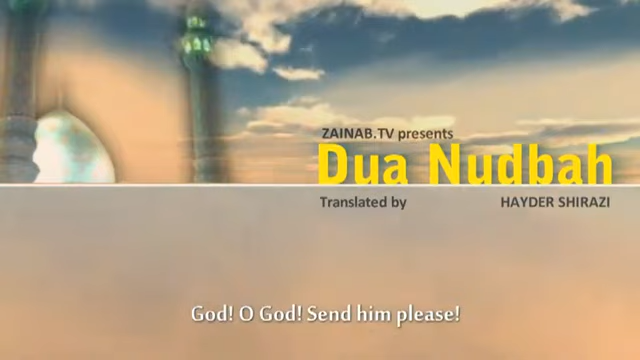 ZAINAB.TV presents
Dua Nudbah
Translated by HAYDER SHIRAZI
God! O God! Send him please!